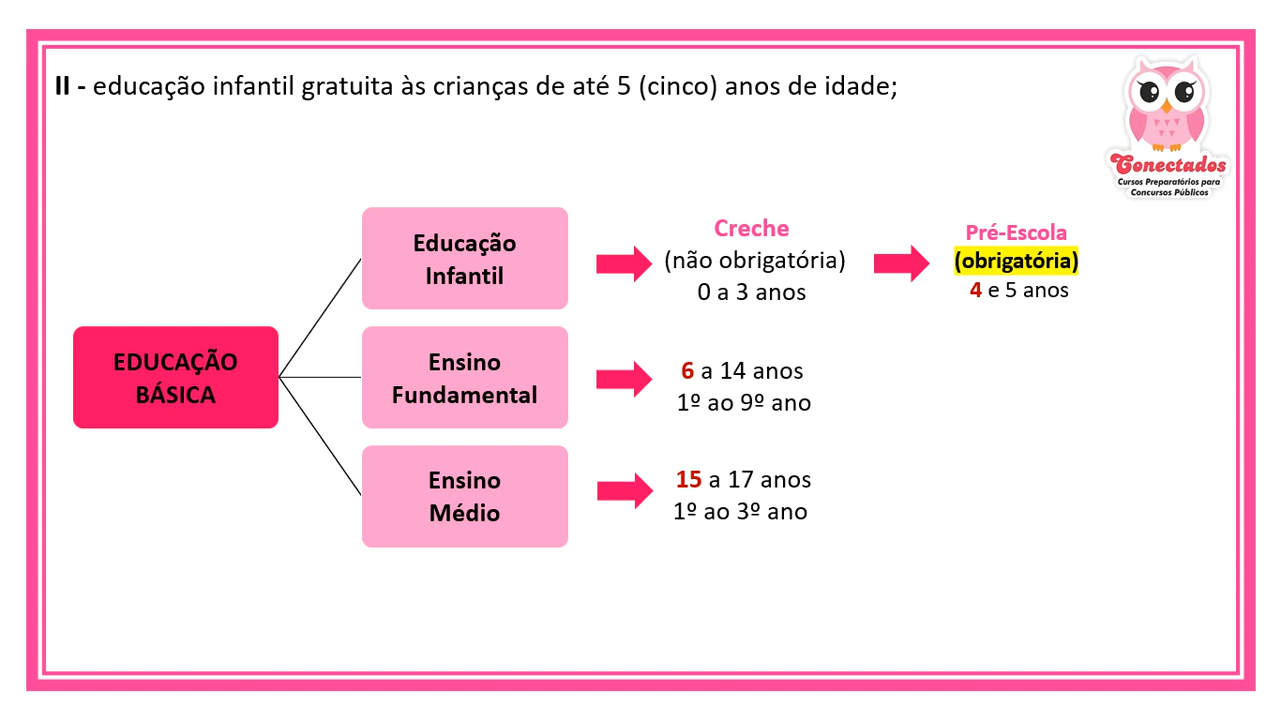 II - educação infantil gratuita às crianças de até 5 (cinco) anos de idade;
Conectados
Cursos Preparatórios para
Concursos Públicos
EDUCAÇÃO
BÁSICA
Educação
Infantil
Creche
(não obrigatória)
0 a 3 anos
Pré-Escola
(obrigatória)
4 e 5 anos
Ensino
Fundamental
6 a 14 anos
1º ao 9º ano
Ensino
Médio
15 a 17 anos
1º ao 3º ano